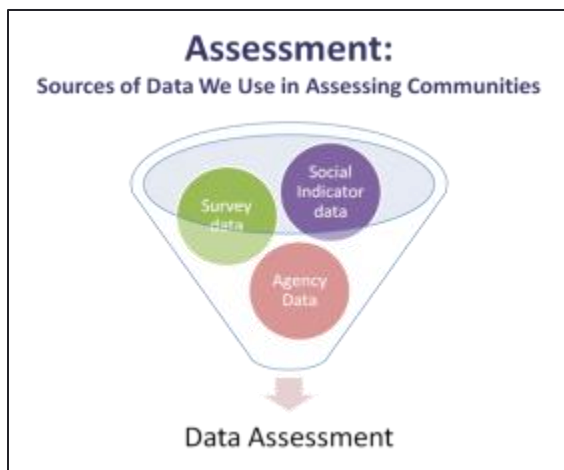 Assessment:
Sources of Data We Use in Assessing Communities
Social
Indicator
data
Survey
data
Agency
Data
Data Assessment